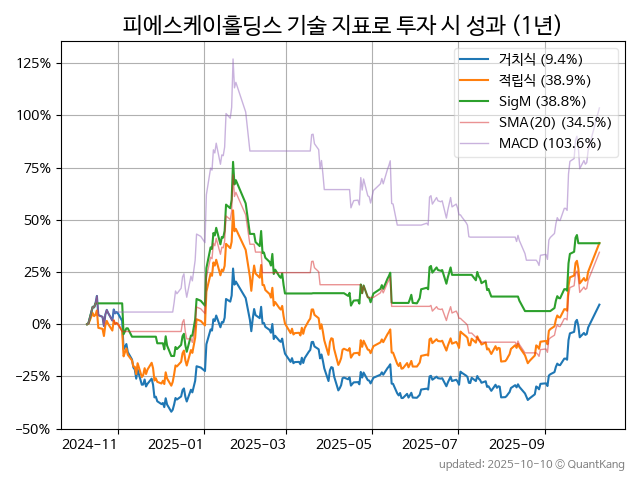 피에스케이홀딩스 기술 지표로 투자 시 성과 (1년)
거치식 (9.4%)
적립식 (38.9%)
SigM (38.8%)
SMA(20) (34.5%)
MACD (103.6%)
125%
100%
75%
50%
25%
0%
−25%
−50%
2024-11 2025-01 2025-03 2025-05 2025-07 2025-09
updated: 2025-10-10 © QuantKang